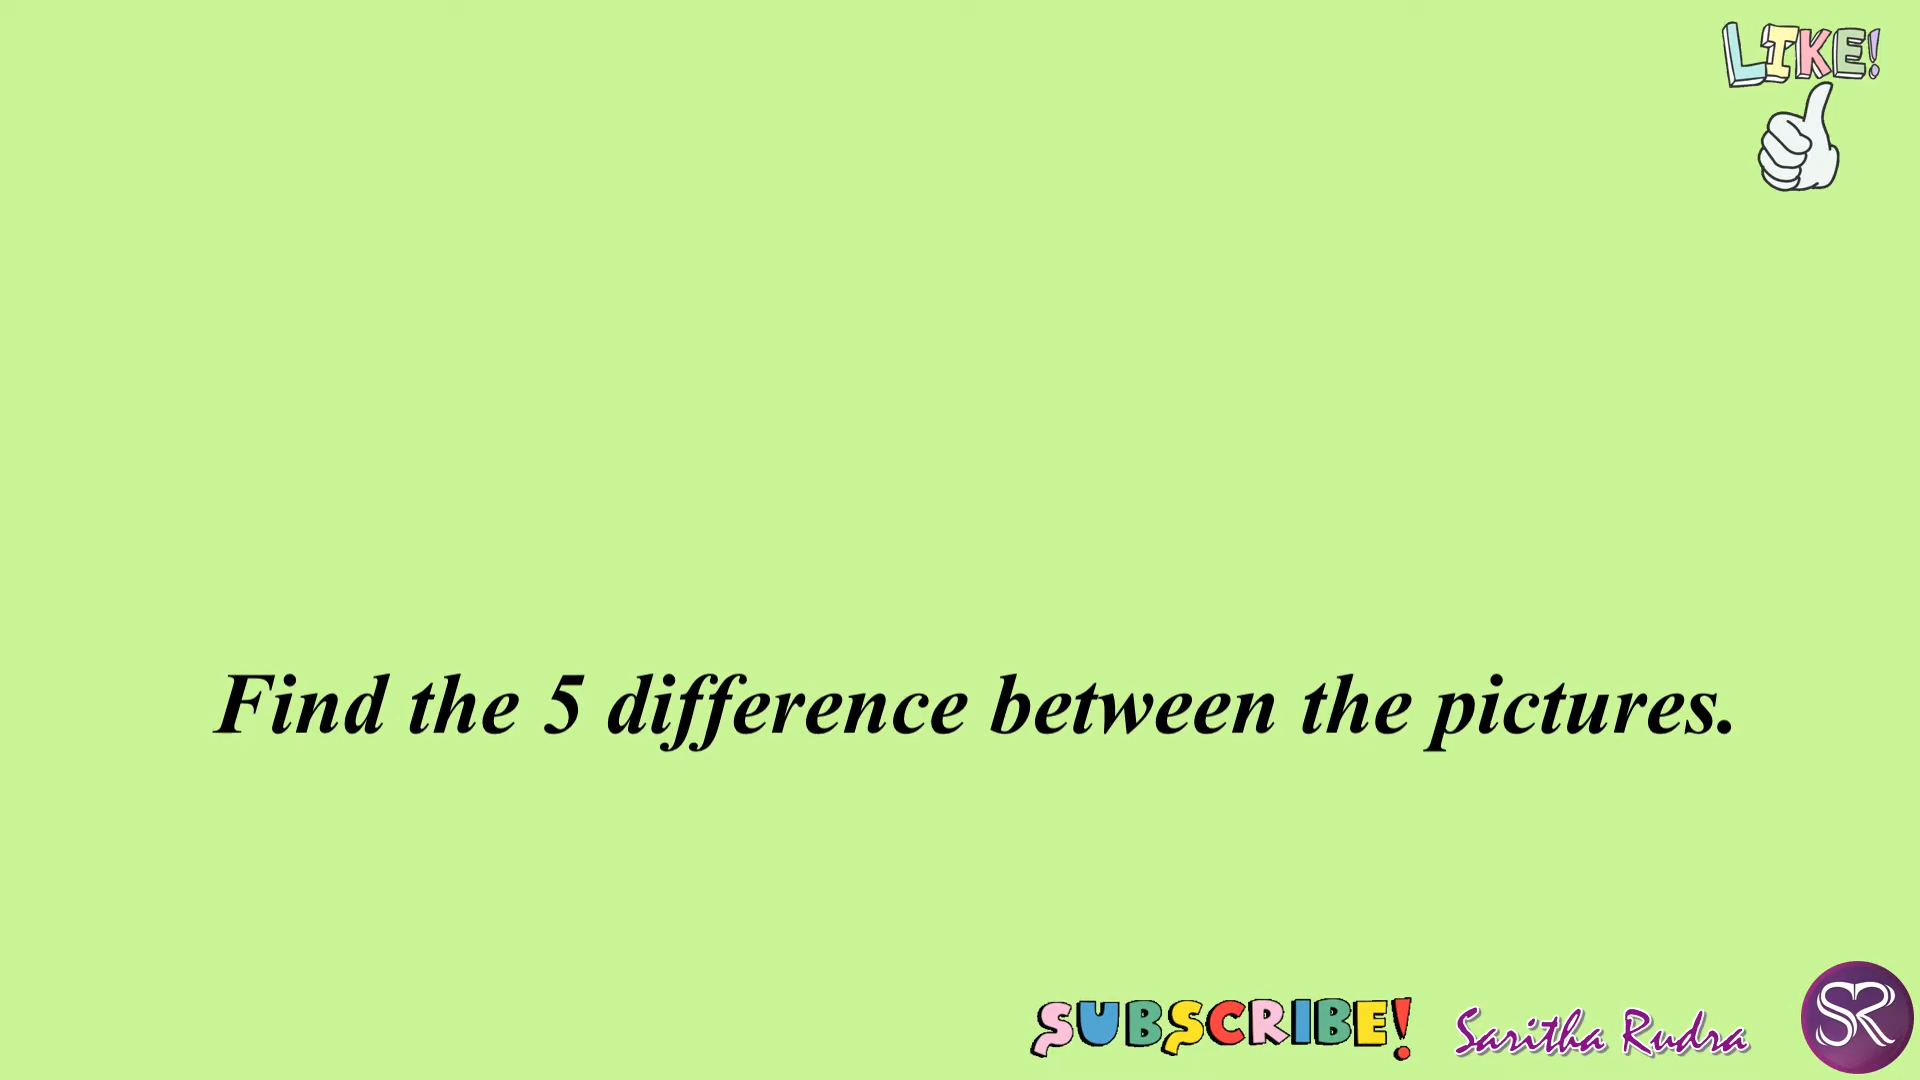 LIKE!
Find the 5 difference between the pictures.
SUBSCRIBE!
Saritha Rudra
SR